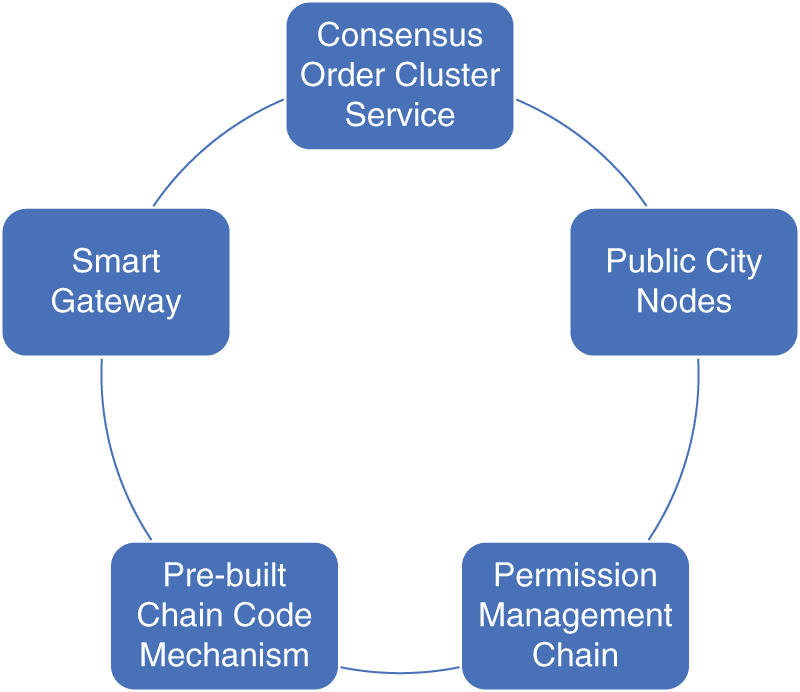 Consensus
Order Cluster
Service
Smart
Gateway
Public City
Nodes
Pre-built
Chain Code
Mechanism
Permission
Management
Chain